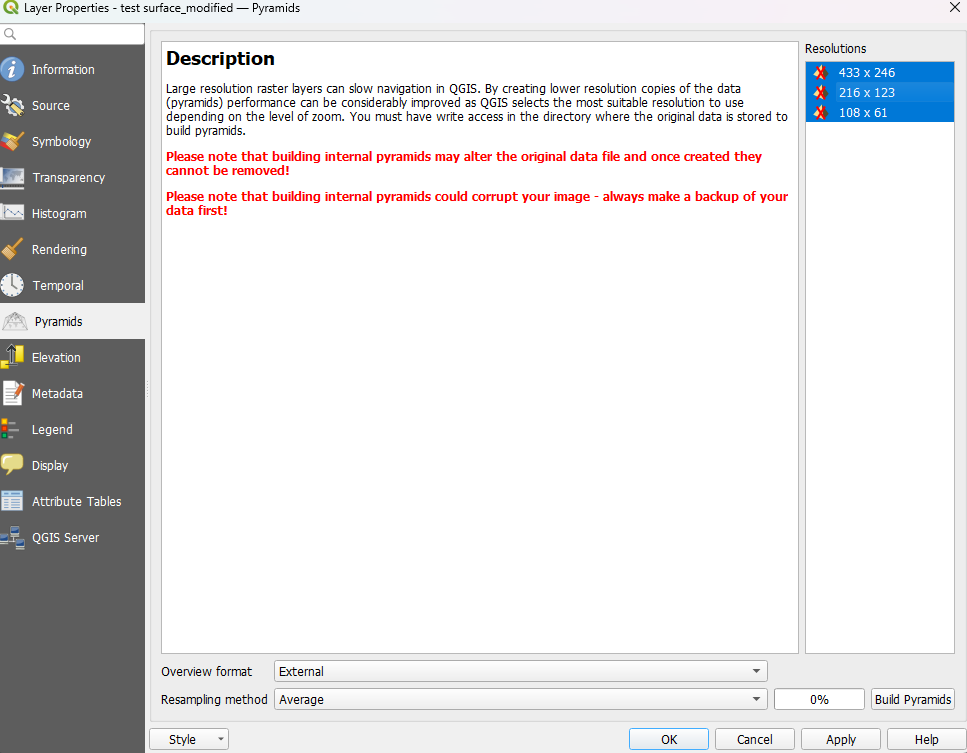 Layer Properties - test surface_modified — Pyramids
Information
Source
Symbology
Transparency
Histogram
Rendering
Temporal
Pyramids
Elevation
Metadata
Legend
Display
Attribute Tables
QGIS Server
Description
Large resolution raster layers can slow navigation in QGIS. By creating lower resolution copies of the data
(pyramids) performance can be considerably improved as QGIS selects the most suitable resolution to use
depending on the level of zoom. You must have write access in the directory where the original data is stored to
build pyramids.
Please note that building internal pyramids may alter the original data file and once created they
cannot be removed!
Please note that building internal pyramids could corrupt your image - always make a backup of your
data first!
Resolutions
433 x 246
216 x 123
108 x 61
Overview format External
Resampling method Average 0% Build Pyramids
Style OK Cancel Apply Help